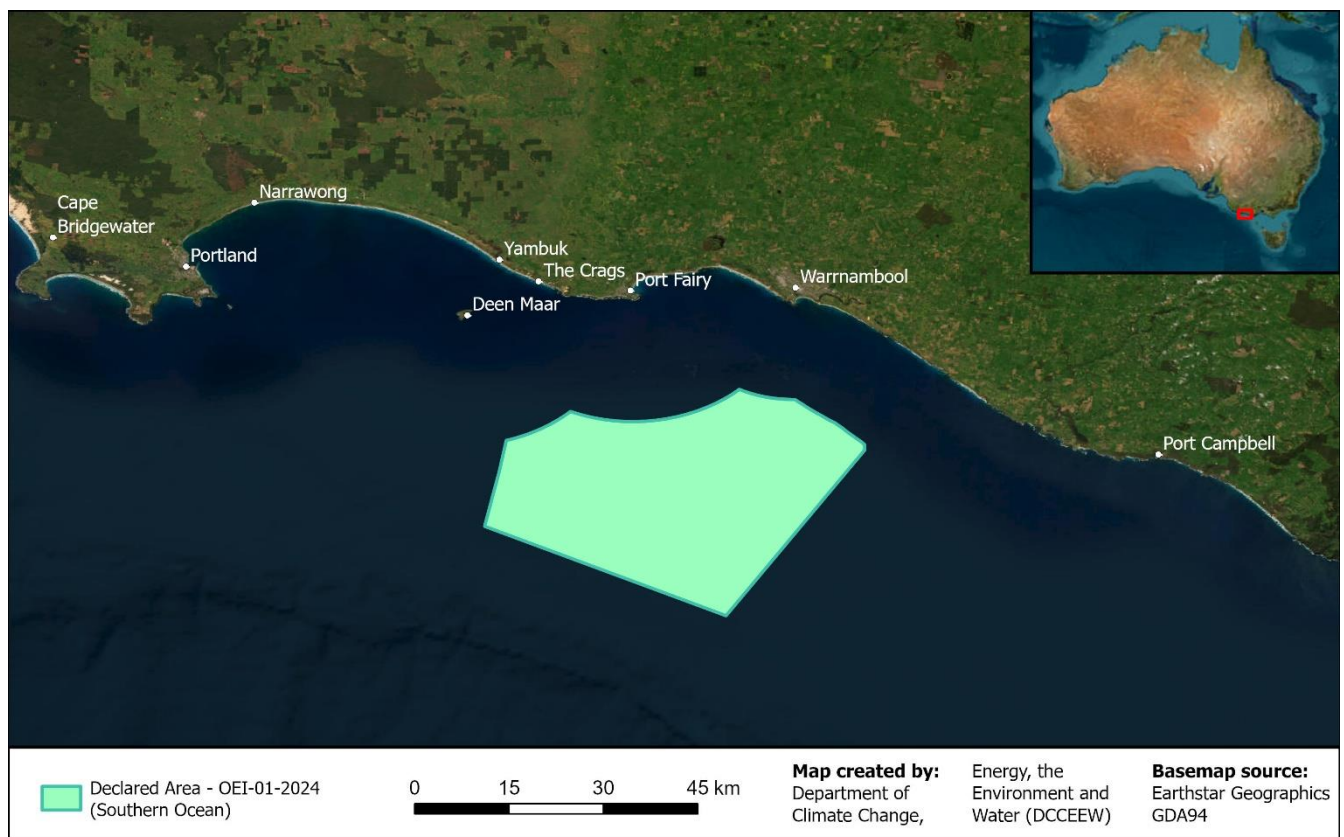 Cape
Bridgewater
Narrawong
Portland
Yambuk
The Crags
Deen Maar
Port Fairy
Warrnambool
Port Campbell
Declared Area - OEI-01-2024
(Southern Ocean)
0 15 30 45 km
Map created by:
Department of
Climate Change,
Energy, the
Environment and
Water (DCCEEW)
Basemap source:
Earthstar Geographics
GDA94